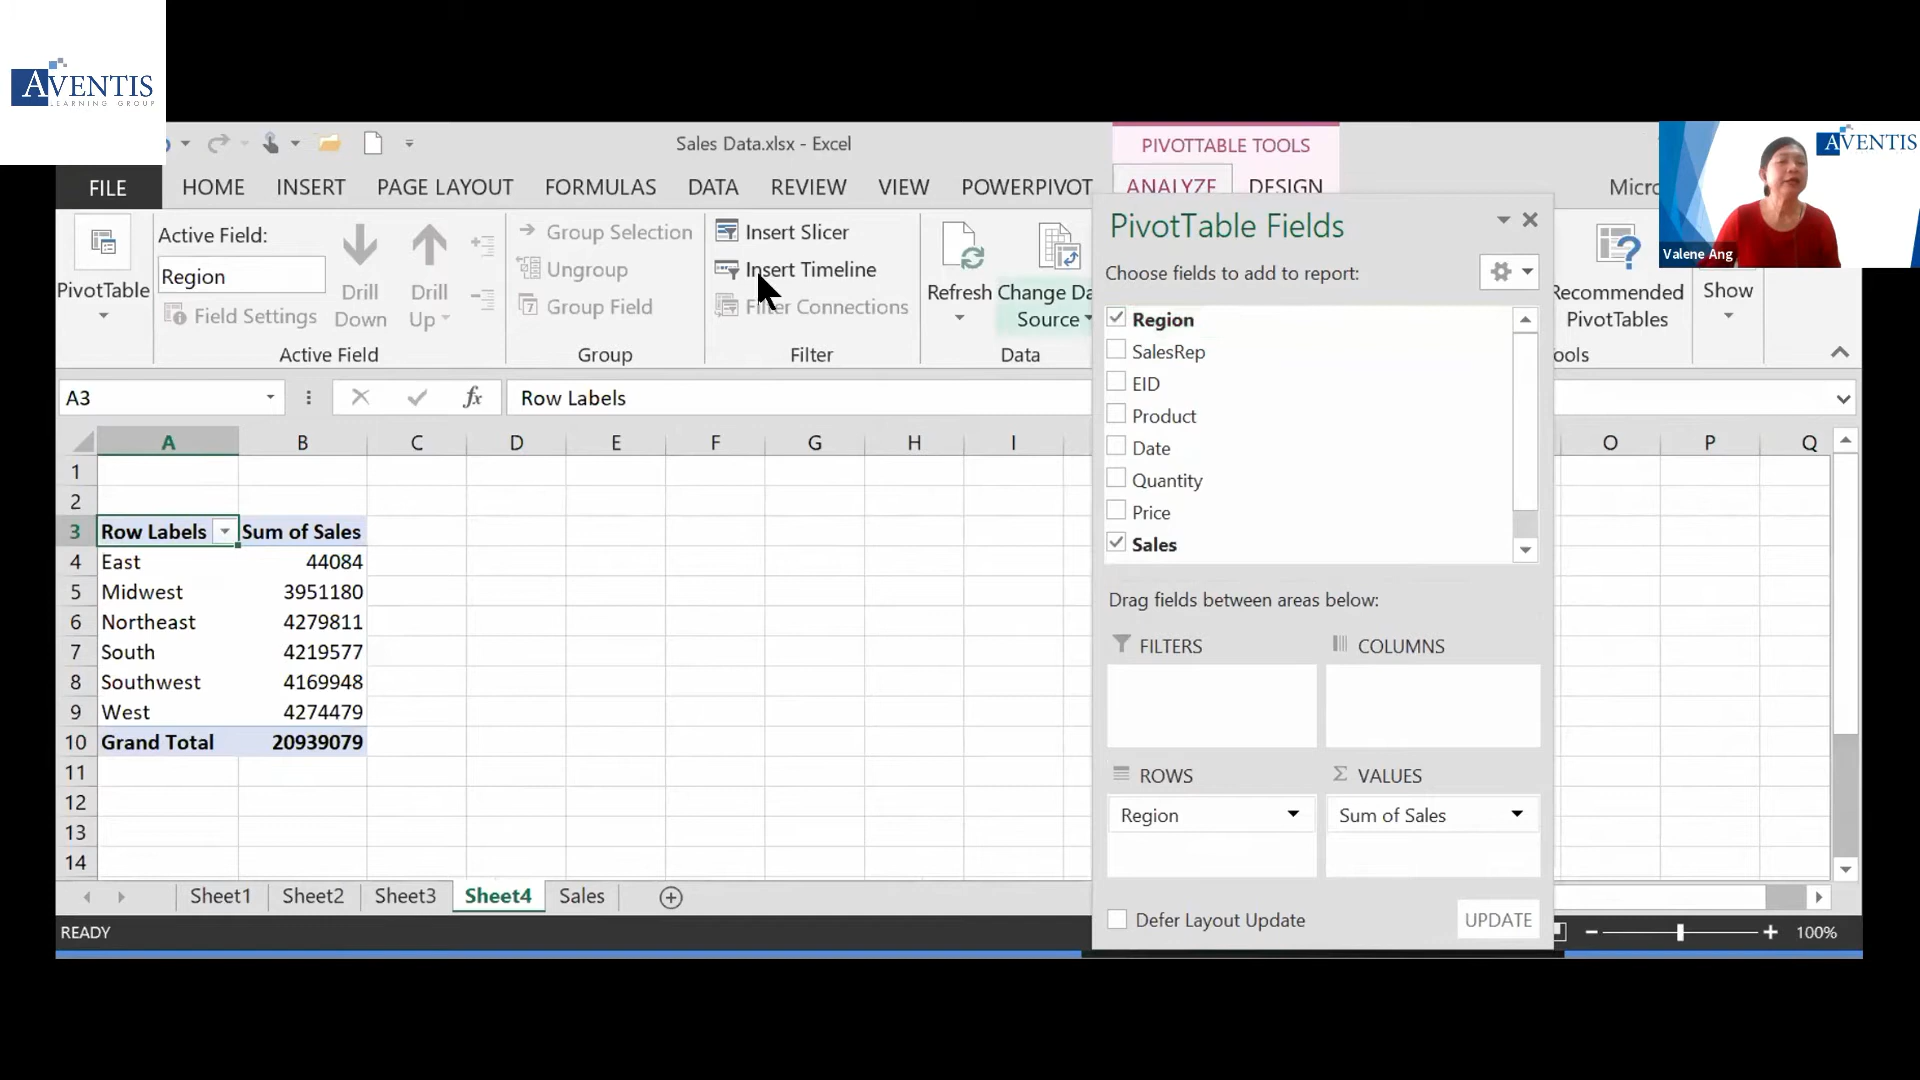 AVENTIS
LEARNING GROUP
Sales Data.xlsx - Excel
PIVOTTABLE TOOLS
FILE
HOME
INSERT
PAGE LAYOUT
FORMULAS
DATA
REVIEW
VIEW
POWERPIVOT
ANALYZE
DESIGN
Micro
AVENTIS
Valene Ang
PivotTable
Active Field:
Region
Field Settings
Drill
Down
Drill
Up
Active Field
Group Selection
Ungroup
Group Field
Group
Insert Slicer
Insert Timeline
Filter Connections
Filter
Refresh
Change Da
Source
Data
Recommended
PivotTables
ools
Show
A3
fx
Row Labels
A B C D E F G H I O P Q
1
2
3 Row Labels Sum of Sales
4 East 44084
5 Midwest 3951180
6 Northeast 4279811
7 South 4219577
8 Southwest 4169948
9 West 4274479
10 Grand Total 20939079
11
12
13
14
PivotTable Fields
Choose fields to add to report:
Region
SalesRep
EID
Product
Date
Quantity
Price
Sales
Drag fields between areas below:
FILTERS
COLUMNS
ROWS
Σ VALUES
Region
Sum of Sales
Defer Layout Update
UPDATE
Sheet1
Sheet2
Sheet3
Sheet4
Sales
READY
100%